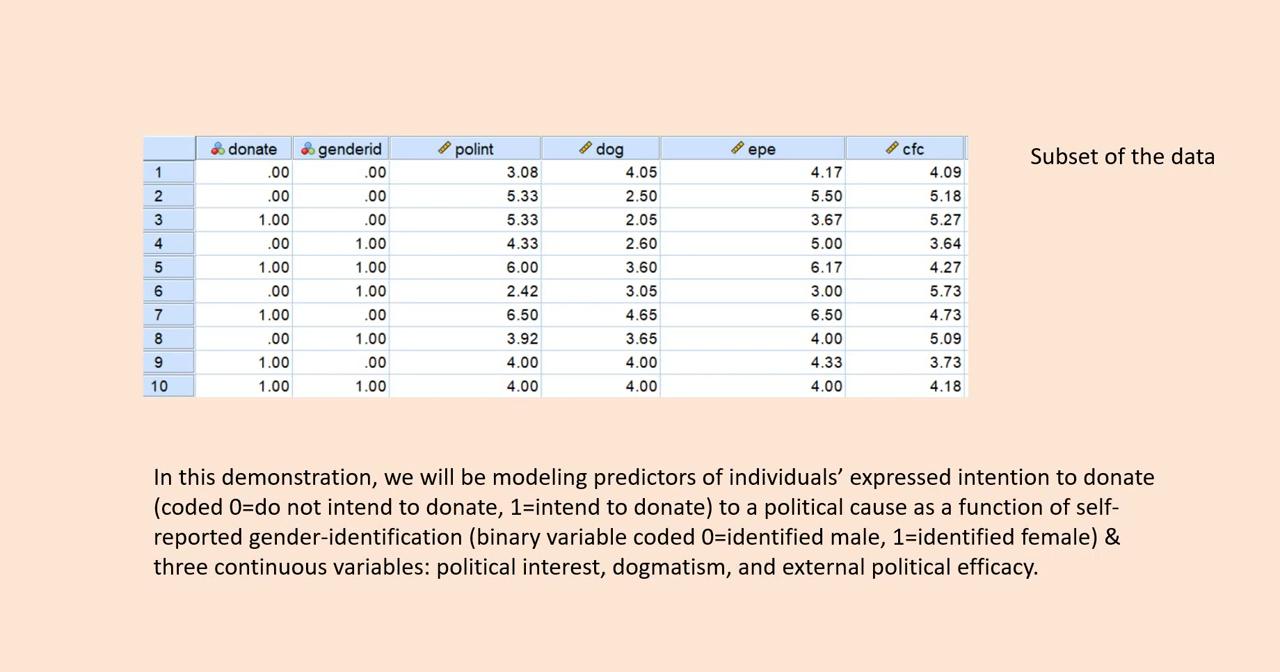 donate genderid polint dog epe cfc
1 .00 .00 3.08 4.05 4.17 4.09
2 .00 .00 5.33 2.50 5.50 5.18
3 1.00 .00 5.33 2.05 3.67 5.27
4 .00 1.00 4.33 2.60 5.00 3.64
5 1.00 1.00 6.00 3.60 6.17 4.27
6 .00 1.00 2.42 3.05 3.00 5.73
7 1.00 .00 6.50 4.65 6.50 4.73
8 .00 1.00 3.92 3.65 4.00 5.09
9 1.00 .00 4.00 4.00 4.33 3.73
10 1.00 1.00 4.00 4.00 4.00 4.18
Subset of the data
In this demonstration, we will be modeling predictors of individuals’ expressed intention to donate
(coded 0=do not intend to donate, 1=intend to donate) to a political cause as a function of self-
reported gender-identification (binary variable coded 0=identified male, 1=identified female) &
three continuous variables: political interest, dogmatism, and external political efficacy.